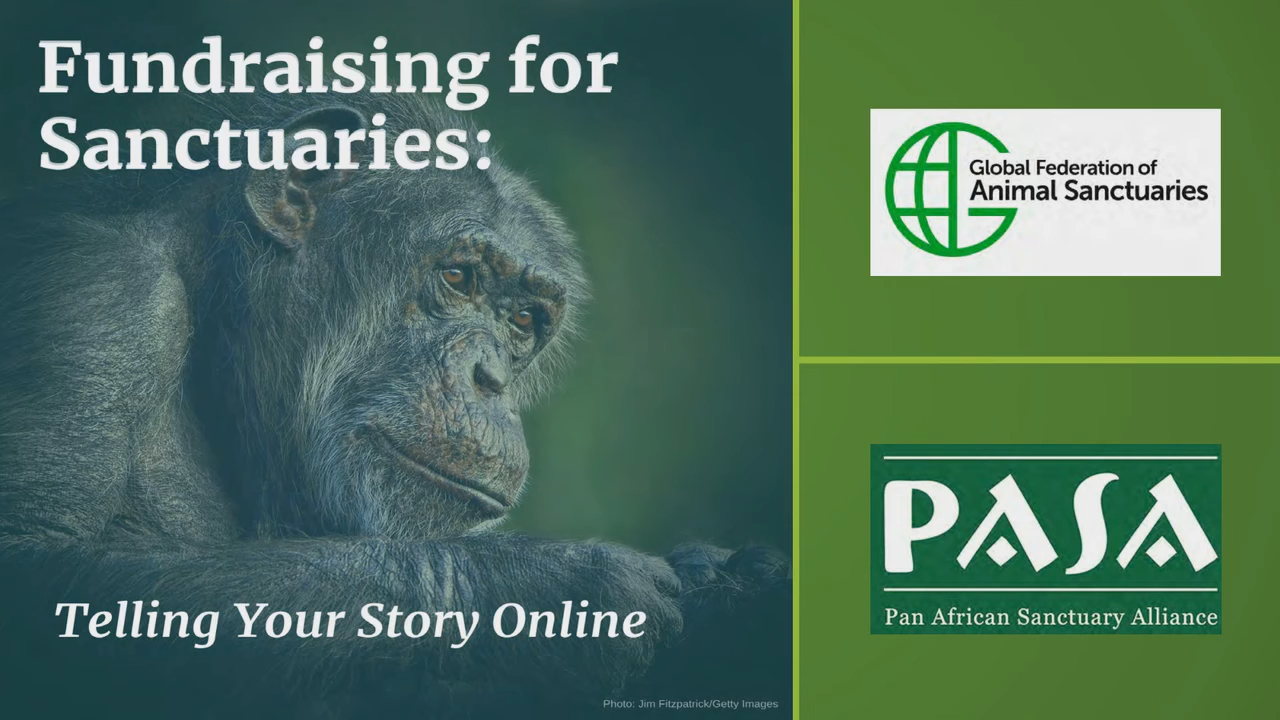 Fundraising for
Sanctuaries:
Telling Your Story Online
Photo: Jim Fitzpatrick/Getty Images
Global Federation of
Animal Sanctuaries
PASA
Pan African Sanctuary Alliance